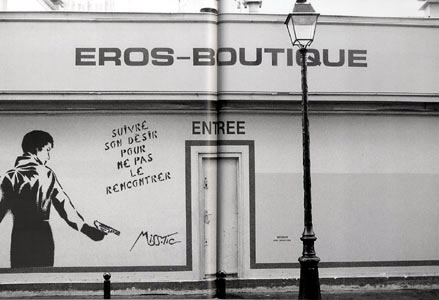 EROS-BOUTIQUE
ENTREE
SUIVRE
SON DÉSIR
POUR
NE PAS
LE
RENCONTRER
Miss.Tic